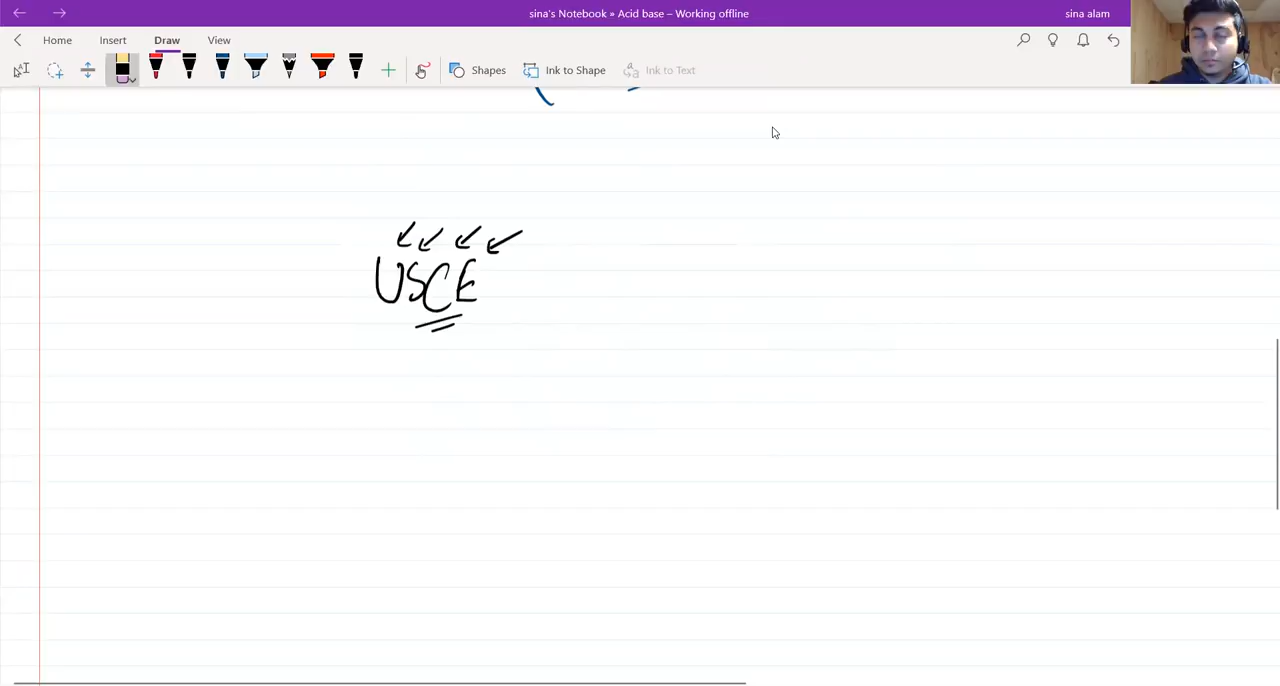 sina's Notebook » Acid base – Working offline
sina alam
Home Insert Draw View
Shapes Ink to Shape Ink to Text
USCE